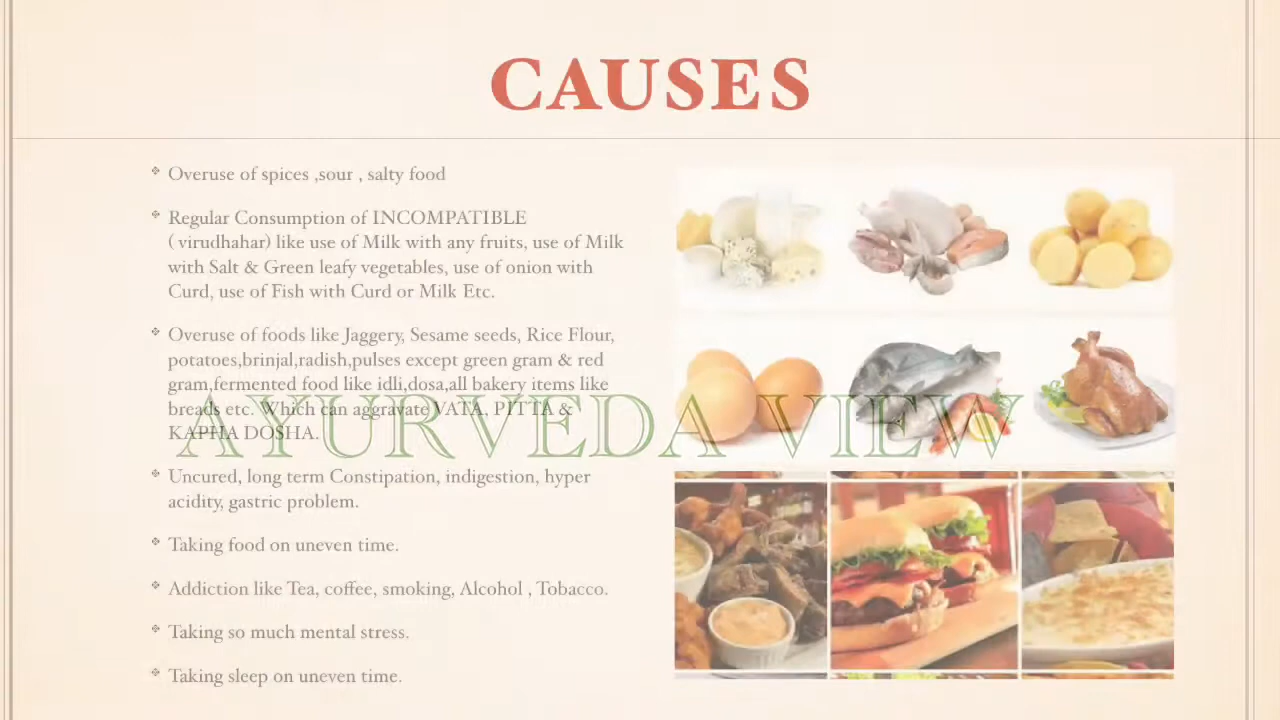 CAUSES
Overuse of spices ,sour , salty food
Regular Consumption of INCOMPATIBLE
( virudhahar) like use of Milk with any fruits, use of Milk
with Salt & Green leafy vegetables, use of onion with
Curd, use of Fish with Curd or Milk Etc.
Overuse of foods like Jaggery, Sesame seeds, Rice Flour,
potatoes,brinjal,radish,pulses except green gram & red
gram,fermented food like idli,dosa,all bakery items like
breads etc. Which can aggravate VATA, PITTA &
KAPHA DOSHA.
AYURVEDA VIEW
Uncured, long term Constipation, indigestion, hyper
acidity, gastric problem.
Taking food on uneven time.
Addiction like Tea, coffee, smoking, Alcohol , Tobacco.
Taking so much mental stress.
Taking sleep on uneven time.